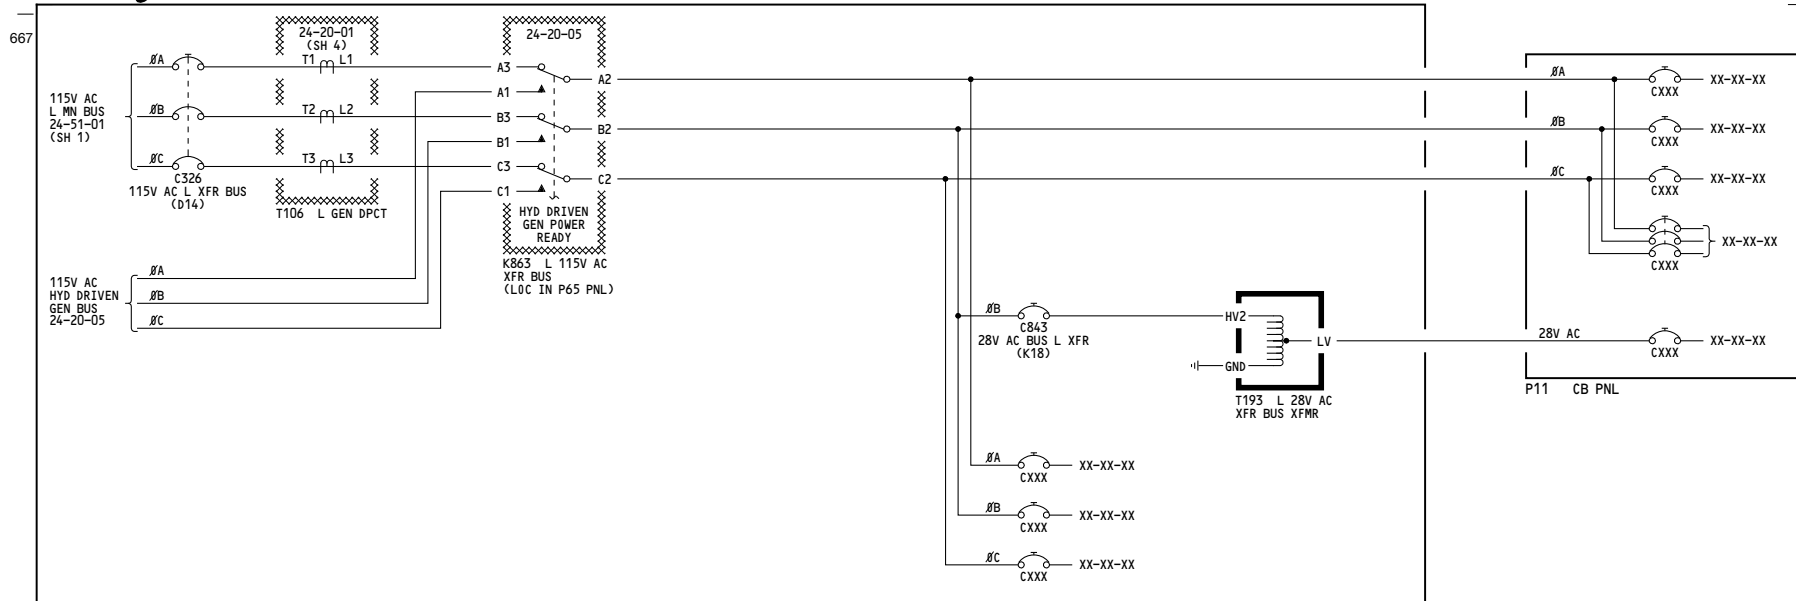 667
24-20-01
(SH 4)
T1 L1
T2 L2
T3 L3
T106 L GEN DPCT
ØA
ØB
ØC
115V AC
L MN BUS
24-51-01
(SH 1)
C326
115V AC L XFR BUS
(D14)
115V AC
HYD DRIVEN
GEN BUS
24-20-05
ØA
ØB
ØC
24-20-05
A3
A1
B3
B1
C3
C1
A2
B2
C2
HYD DRIVEN
GEN POWER
READY
K863 L 115V AC
XFR BUS
(LOC IN P65 PNL)
ØB
C843
28V AC BUS L XFR
(K18)
HV2
LV
GND
T193 L 28V AC
XFR BUS XFMR
ØA
CXXX
XX-XX-XX
ØB
CXXX
XX-XX-XX
ØC
CXXX
XX-XX-XX
ØA
CXXX
XX-XX-XX
ØB
CXXX
XX-XX-XX
ØC
CXXX
XX-XX-XX
CXXX
XX-XX-XX
28V AC
CXXX
XX-XX-XX
P11 CB PNL